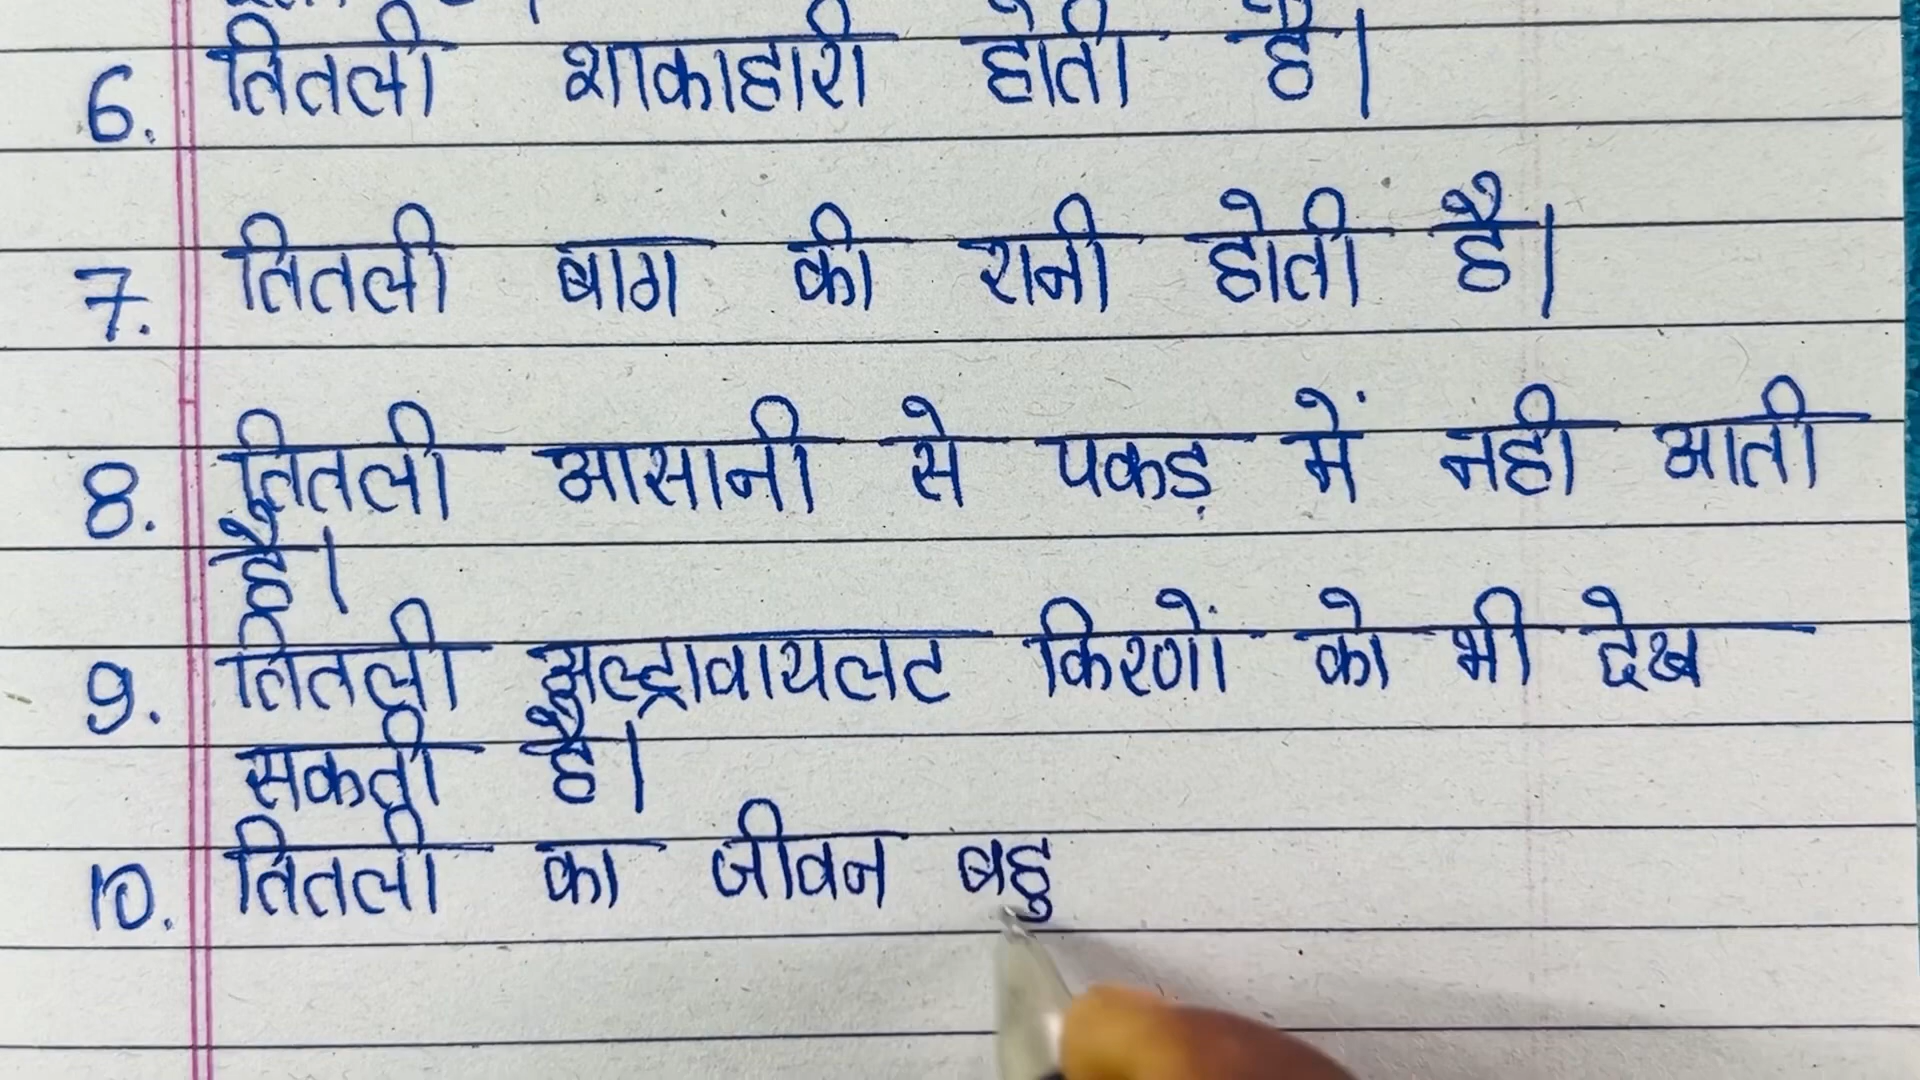 6. तितली शाकाहारी होती है।
7. तितली बाग की रानी होती है।
8. तितली आसानी से पकड़ में नही आती
है।
9. तितली अल्ट्रावायलट किरणों को भी देख
सकती है।
10. तितली का जीवन बहु